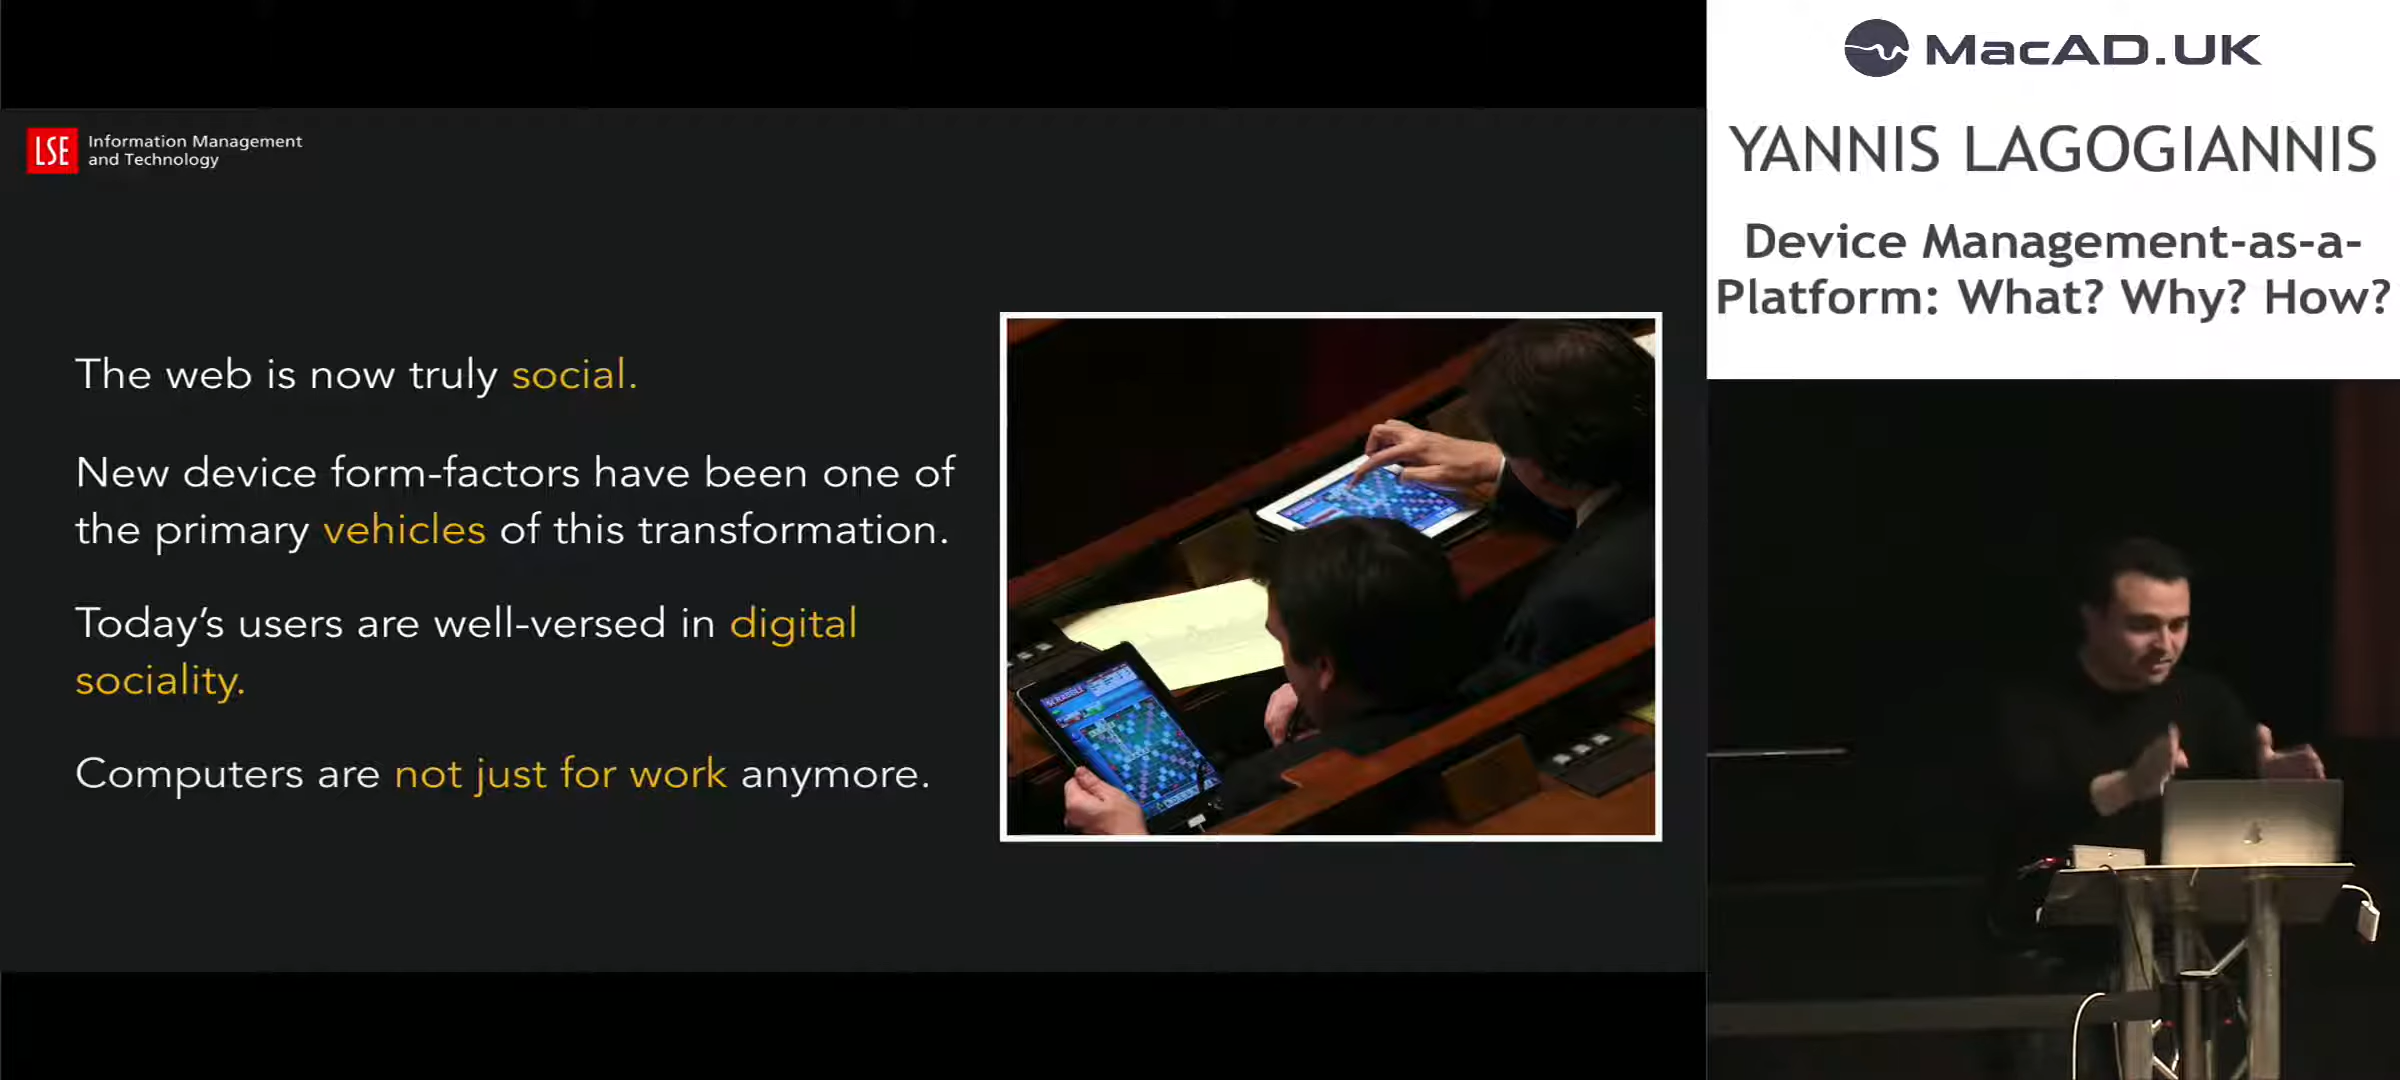 LSE
Information Management
and Technology
The web is now truly social.
New device form-factors have been one of
the primary vehicles of this transformation.
Today's users are well-versed in digital
sociality.
Computers are not just for work anymore.
SCRABBLE
MacAD.UK
YANNIS LAGOGIANNIS
Device Management-as-a-
Platform: What? Why? How?